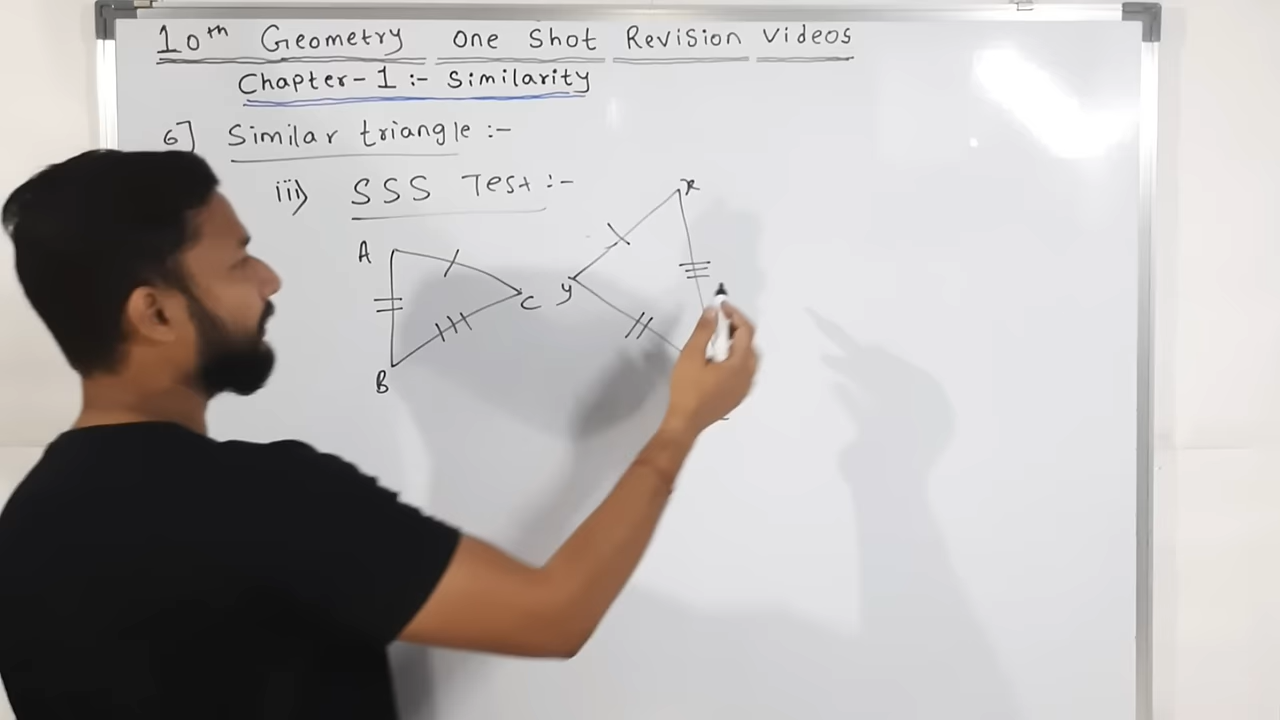 10th Geometry one Shot Revision Videos
Chapter-1 :- Similarity
6] Similar triangle :-
iii) SSS Test :-
A
C
B
x
y